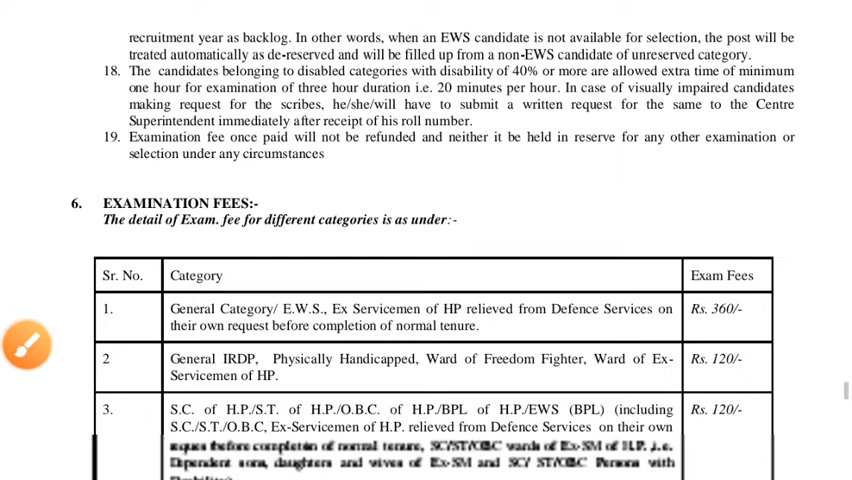 recruitment year as backlog. In other words, when an EWS candidate is not available for selection, the post will be
treated automatically as de-reserved and will be filled up from a non-EWS candidate of unreserved category.
18. The candidates belonging to disabled categories with disability of 40% or more are allowed extra time of minimum
one hour for examination of three hour duration i.e. 20 minutes per hour. In case of visually impaired candidates
making request for the scribes, he/she/will have to submit a written request for the same to the Centre
Superintendent immediately after receipt of his roll number.
19. Examination fee once paid will not be refunded and neither it be held in reserve for any other examination or
selection under any circumstances
6. EXAMINATION FEES:-
The detail of Exam. fee for different categories is as under:-
Sr. No. Category Exam Fees
1. General Category/ E.W.S., Ex Servicemen of HP relieved from Defence Services on Rs. 360/-
their own request before completion of normal tenure.
2 General IRDP, Physically Handicapped, Ward of Freedom Fighter, Ward of Ex- Rs. 120/-
Servicemen of HP.
3. S.C. of H.P./S.T. of H.P./O.B.C. of H.P./BPL of H.P./EWS (BPL) (including Rs. 120/-
S.C./S.T./O.B.C, Ex-Servicemen of H.P. relieved from Defence Services on their own
request before completion of normal tenure, SC/ST/OBC wards of Ex-SM of H.P. i.e.
Dependent sons, daughters and wives of Ex-SM and SC/ ST/OBC Persons with